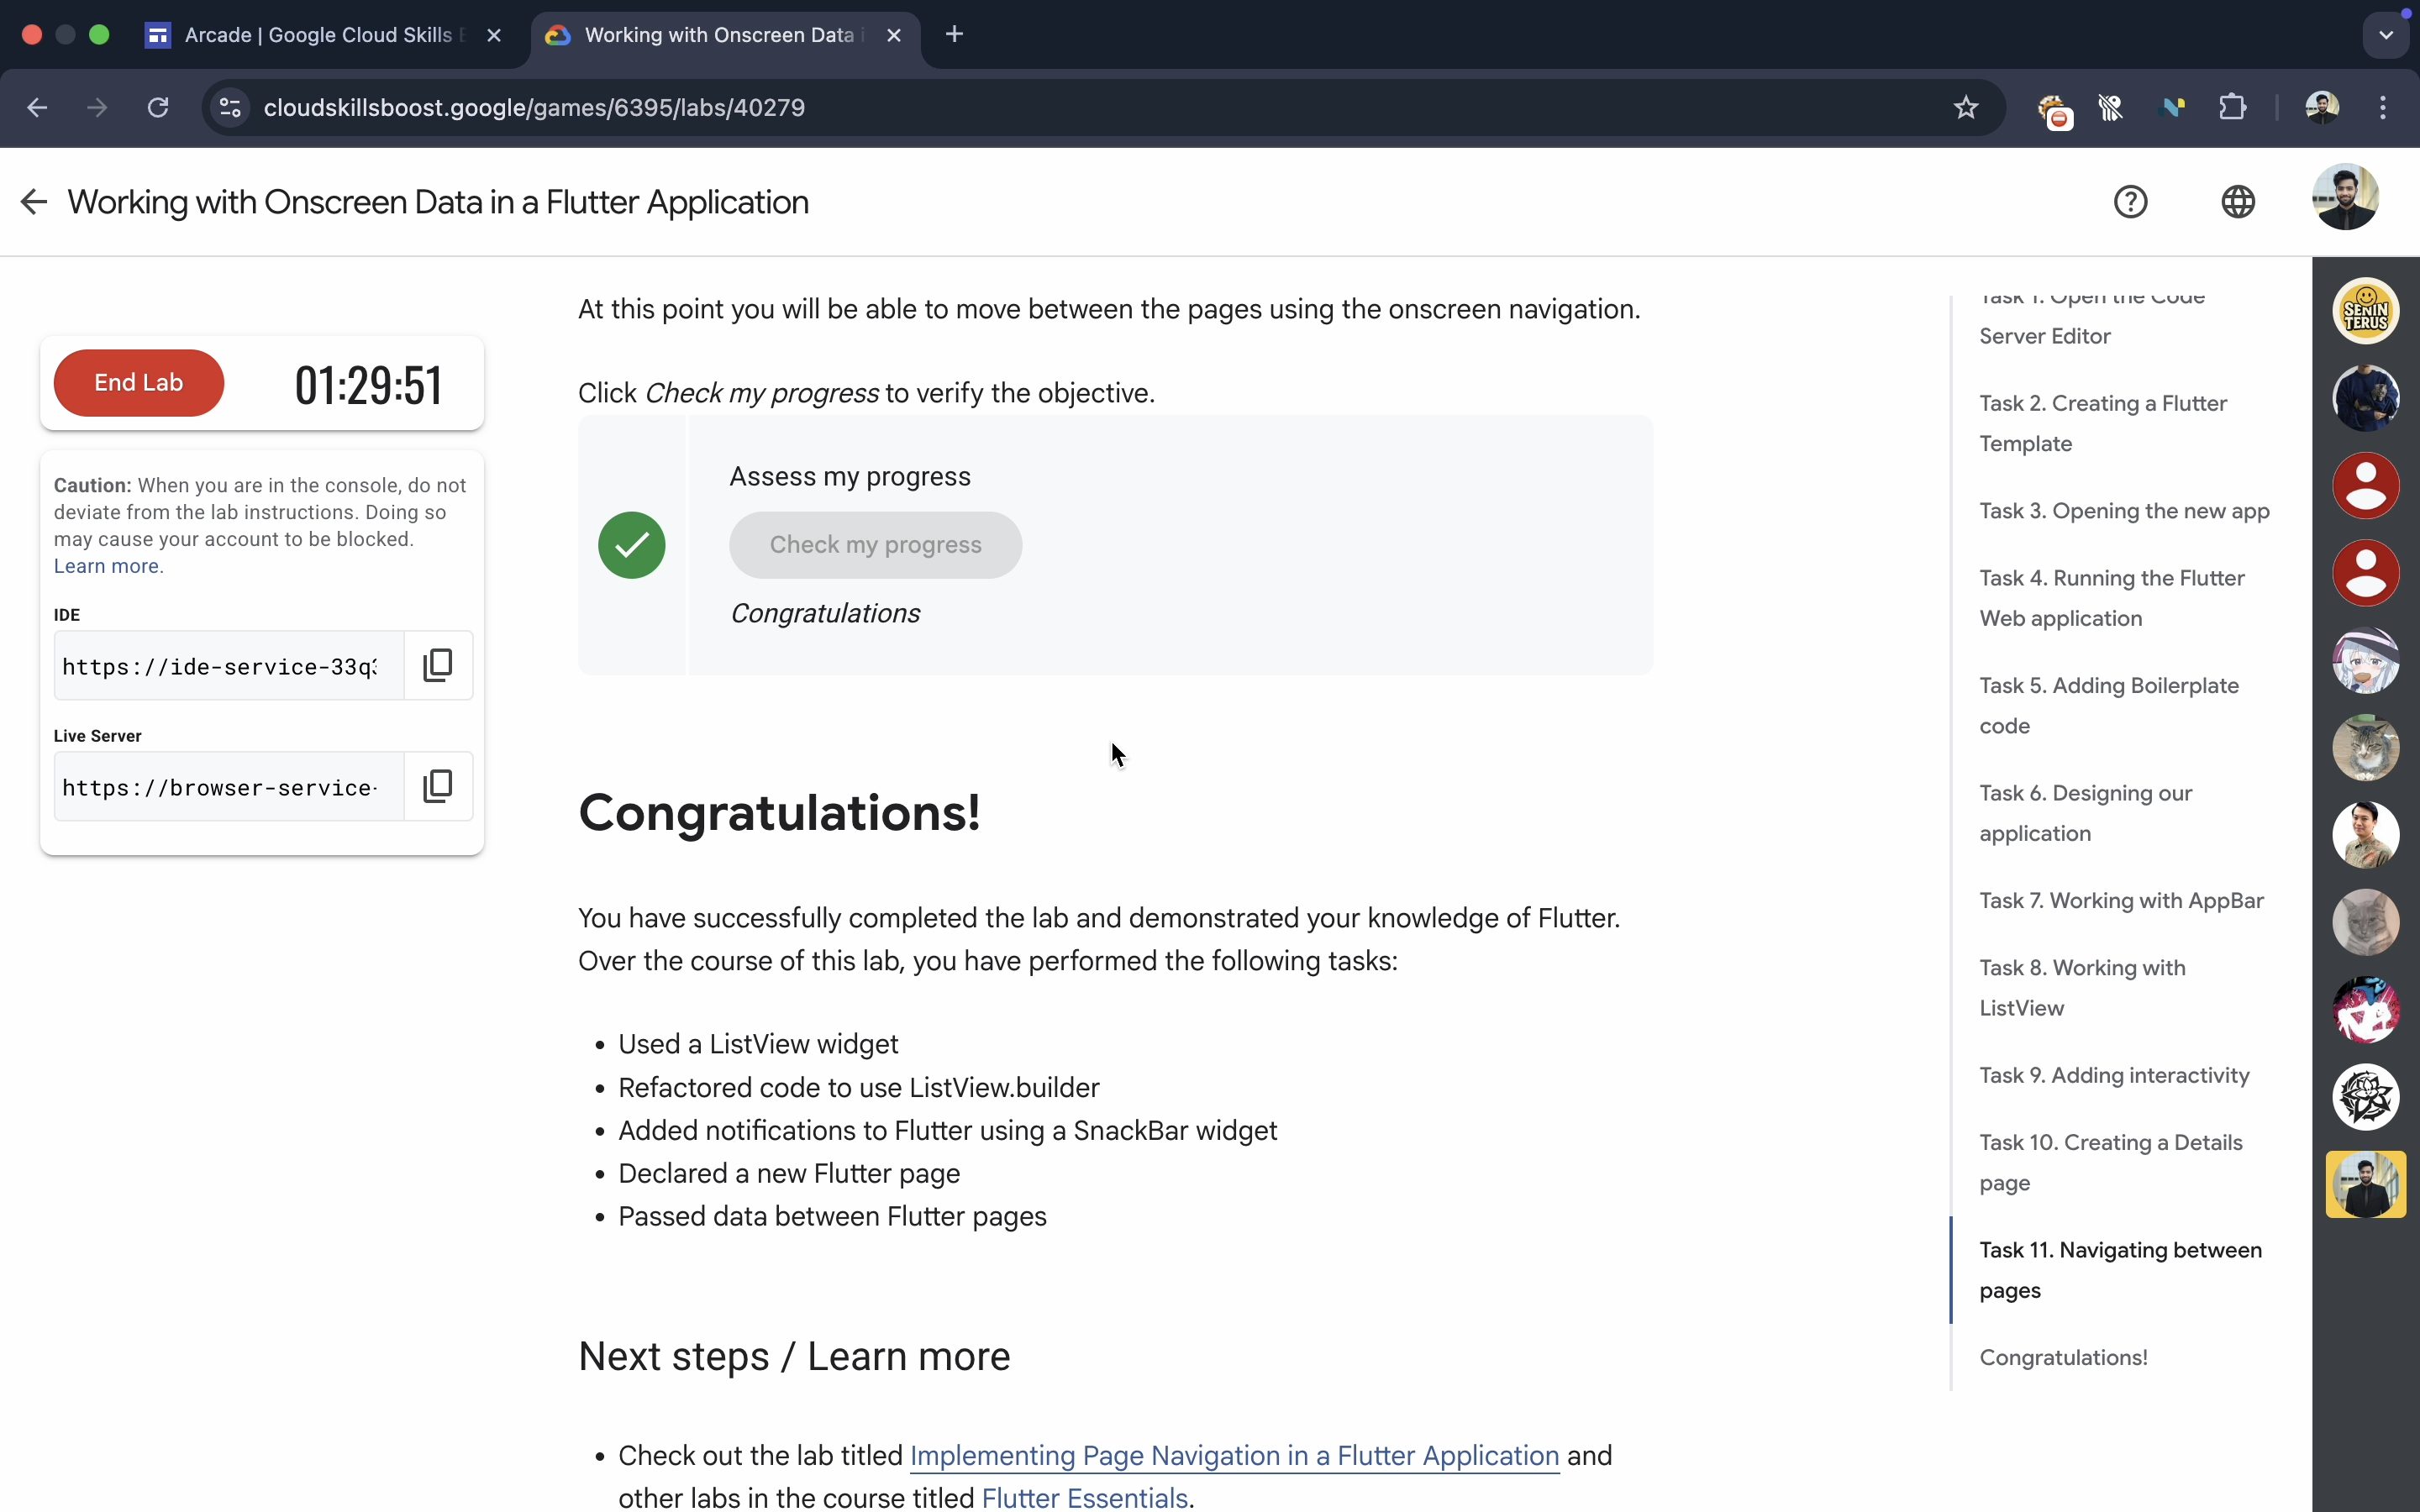 Arcade | Google Cloud Skills
Working with Onscreen Data i
cloudskillsboost.google/games/6395/labs/40279
Working with Onscreen Data in a Flutter Application
End Lab
01:29:51
Caution: When you are in the console, do not
deviate from the lab instructions. Doing so
may cause your account to be blocked.
Learn more.
IDE
https://ide-service-33q
Live Server
https://browser-service-
At this point you will be able to move between the pages using the onscreen navigation.
Click Check my progress to verify the objective.
Assess my progress
Check my progress
Congratulations
Congratulations!
You have successfully completed the lab and demonstrated your knowledge of Flutter.
Over the course of this lab, you have performed the following tasks:
• Used a ListView widget
• Refactored code to use ListView.builder
• Added notifications to Flutter using a SnackBar widget
• Declared a new Flutter page
• Passed data between Flutter pages
Next steps / Learn more
• Check out the lab titled Implementing Page Navigation in a Flutter Application and
other labs in the course titled Flutter Essentials.
Task 1. Open the Code
Server Editor
Task 2. Creating a Flutter
Template
Task 3. Opening the new app
Task 4. Running the Flutter
Web application
Task 5. Adding Boilerplate
code
Task 6. Designing our
application
Task 7. Working with AppBar
Task 8. Working with
ListView
Task 9. Adding interactivity
Task 10. Creating a Details
page
Task 11. Navigating between
pages
Congratulations!
SENIN
TERUS